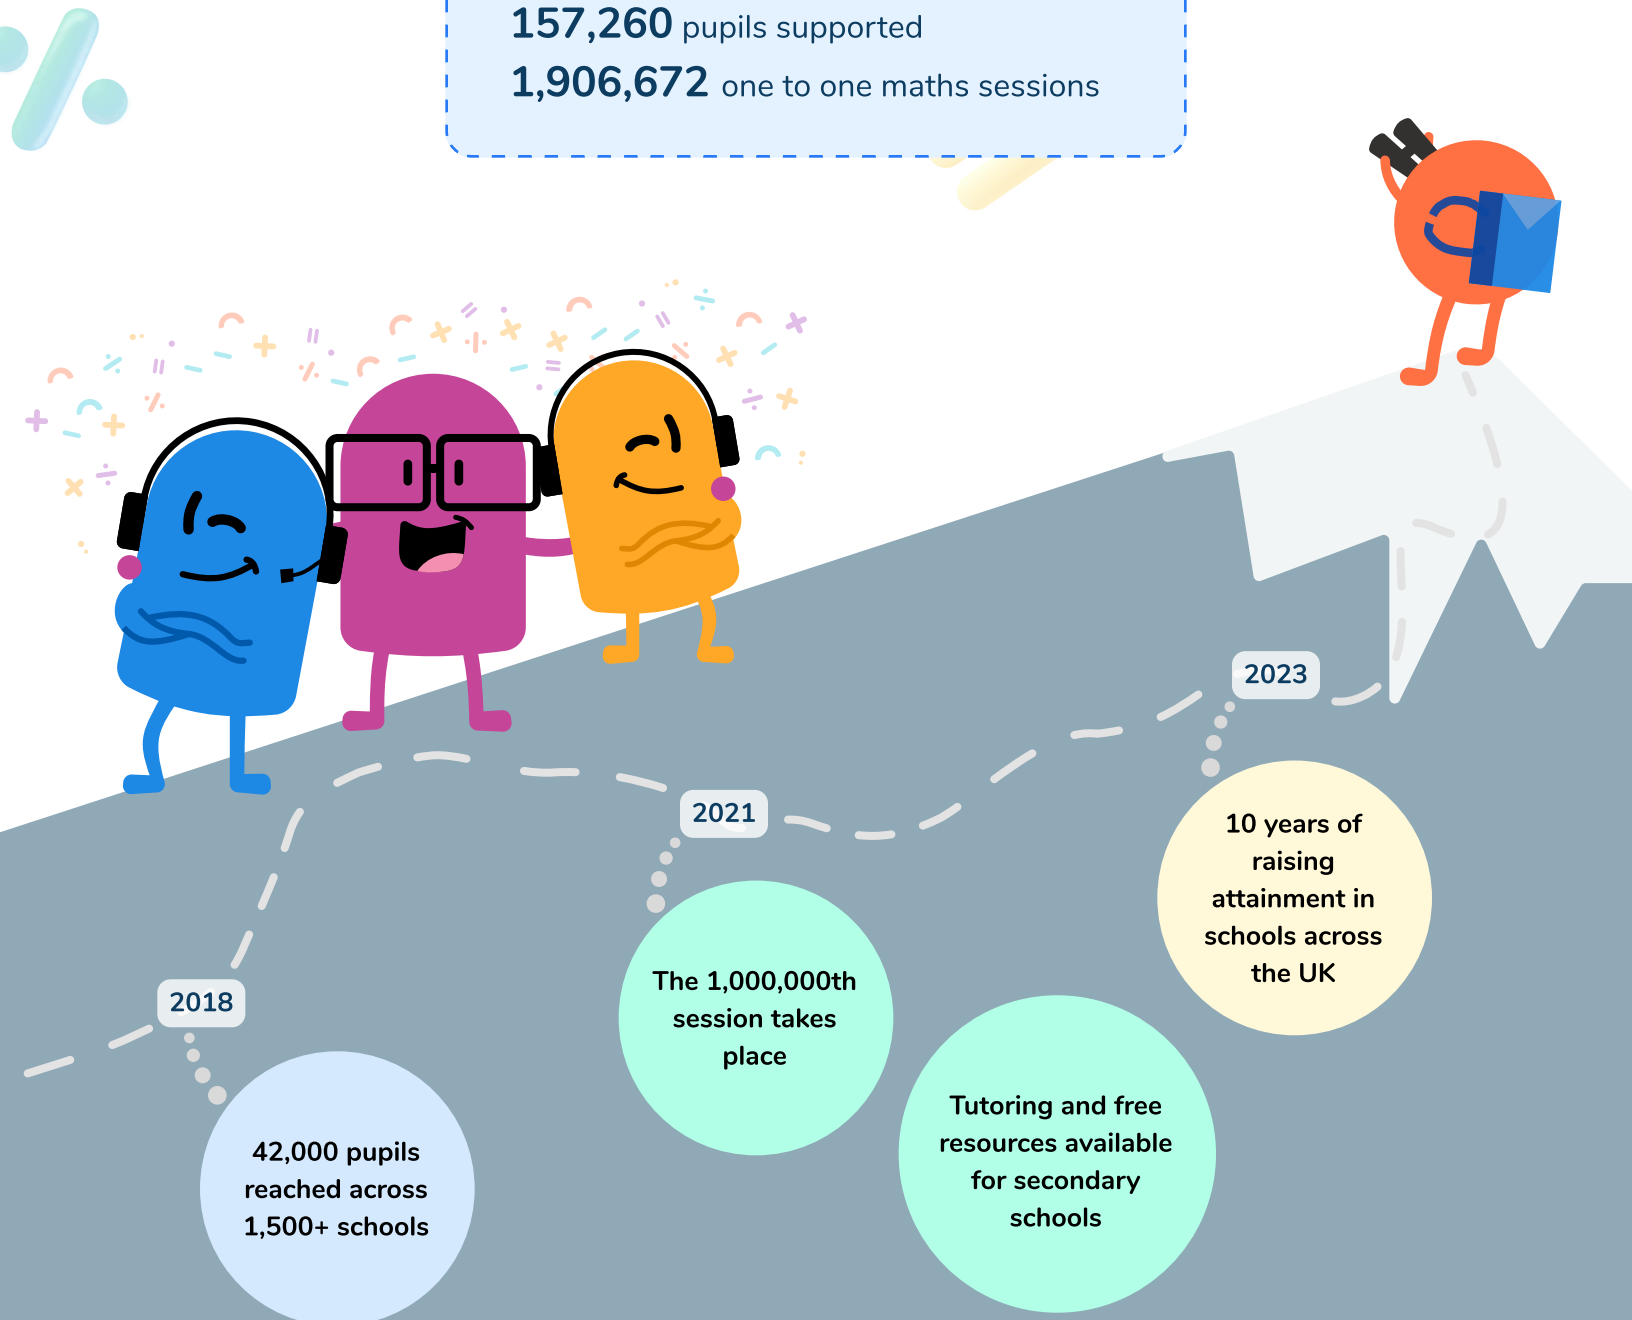 157,260 pupils supported
1,906,672 one to one maths sessions
2023
10 years of
raising
attainment in
schools across
the UK
2021
The 1,000,000th
session takes
place
2018
42,000 pupils
reached across
1,500+ schools
Tutoring and free
resources available
for secondary
schools